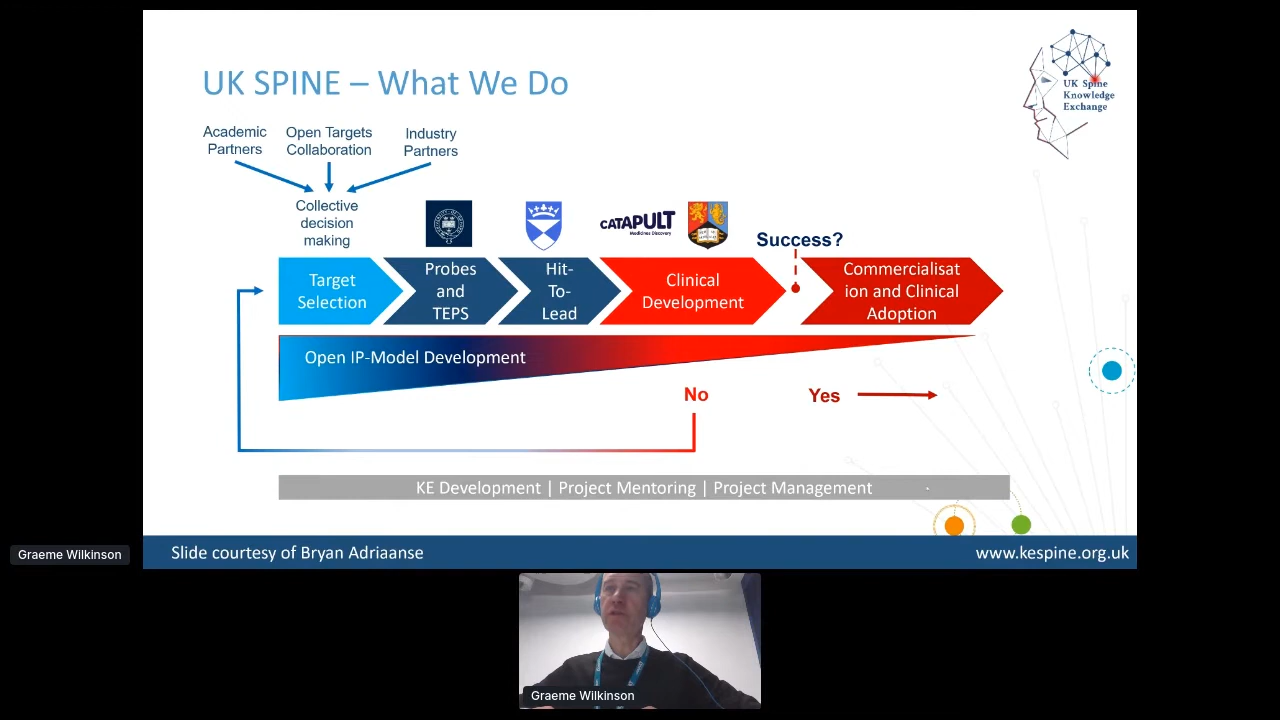 UK SPINE – What We Do
UK Spine
Knowledge
Exchange
Academic
Partners
Open Targets
Collaboration
Industry
Partners
Collective
decision
making
CATAPULT
Medicines Discovery
Success?
Target
Selection
Probes
and
TEPS
Hit-
To-
Lead
Clinical
Development
Commercialisat
ion and Clinical
Adoption
Open IP-Model Development
No
Yes
KE Development | Project Mentoring | Project Management
Slide courtesy of Bryan Adriaanse
www.kespine.org.uk
Graeme Wilkinson
Graeme Wilkinson